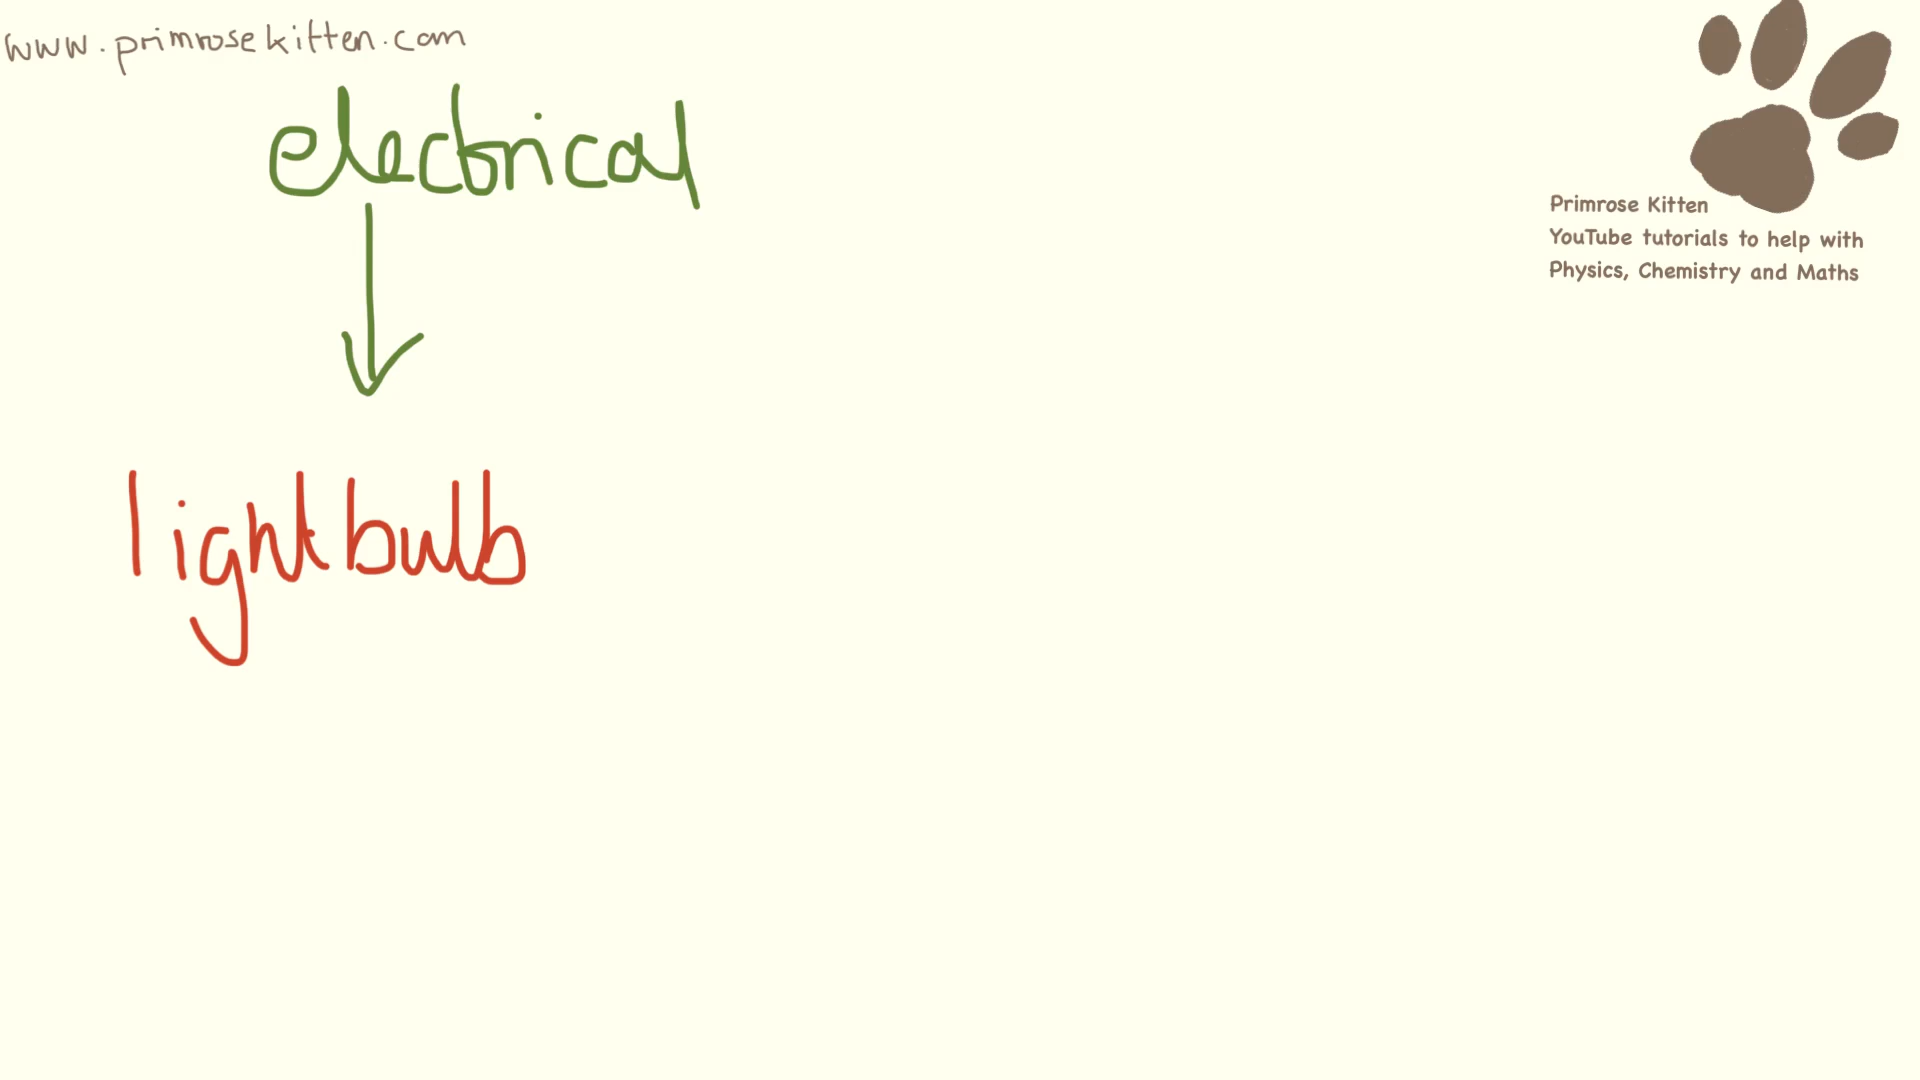 www.primrosekitten.com
electrical
Primrose Kitten
YouTube tutorials to help with
Physics, Chemistry and Maths
lightbulb